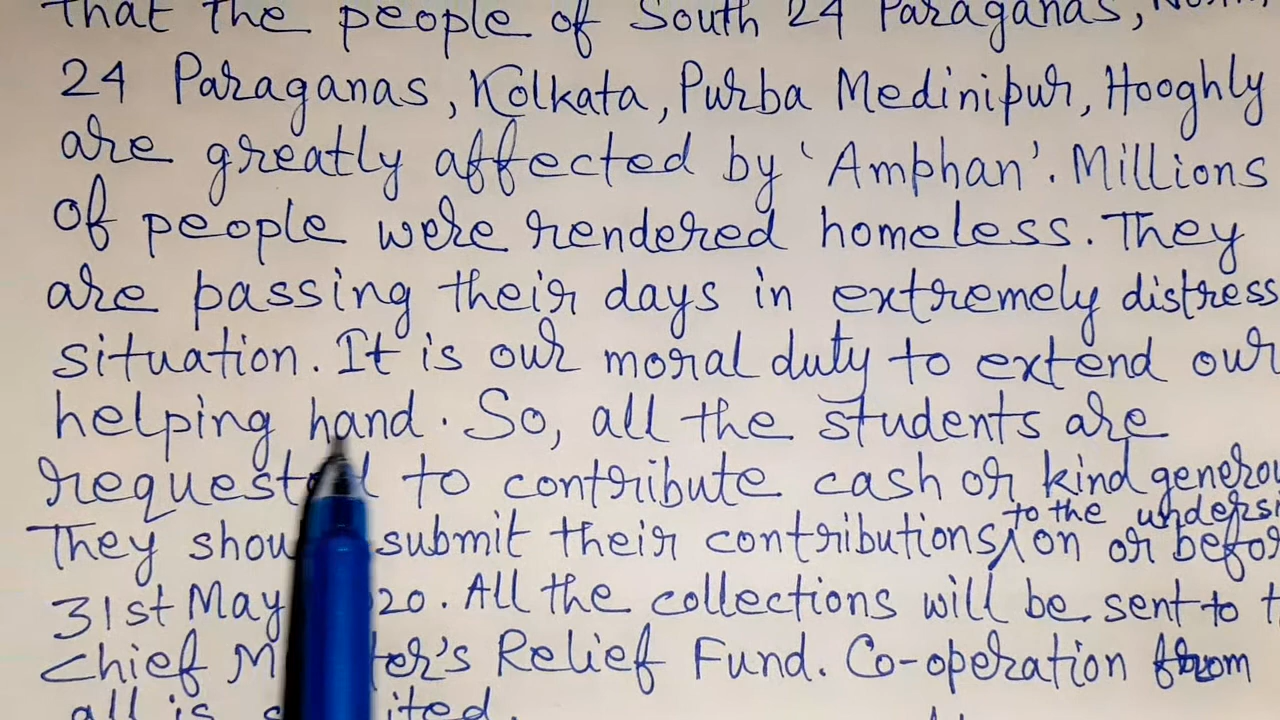 that the people of South 24 Paraganas, North
24 Paraganas, Kolkata, Purba Medinipur, Hooghly
are greatly affected by 'Amphan'. Millions
of people were rendered homeless. They
are passing their days in extremely distress
situation. It is our moral duty to extend our
helping hand. So, all the students are
requested to contribute cash or kind
They submit their contributions, to the on or
31st May All the collections will be sent to
Chief Relief Fund. Co-operation from
all is